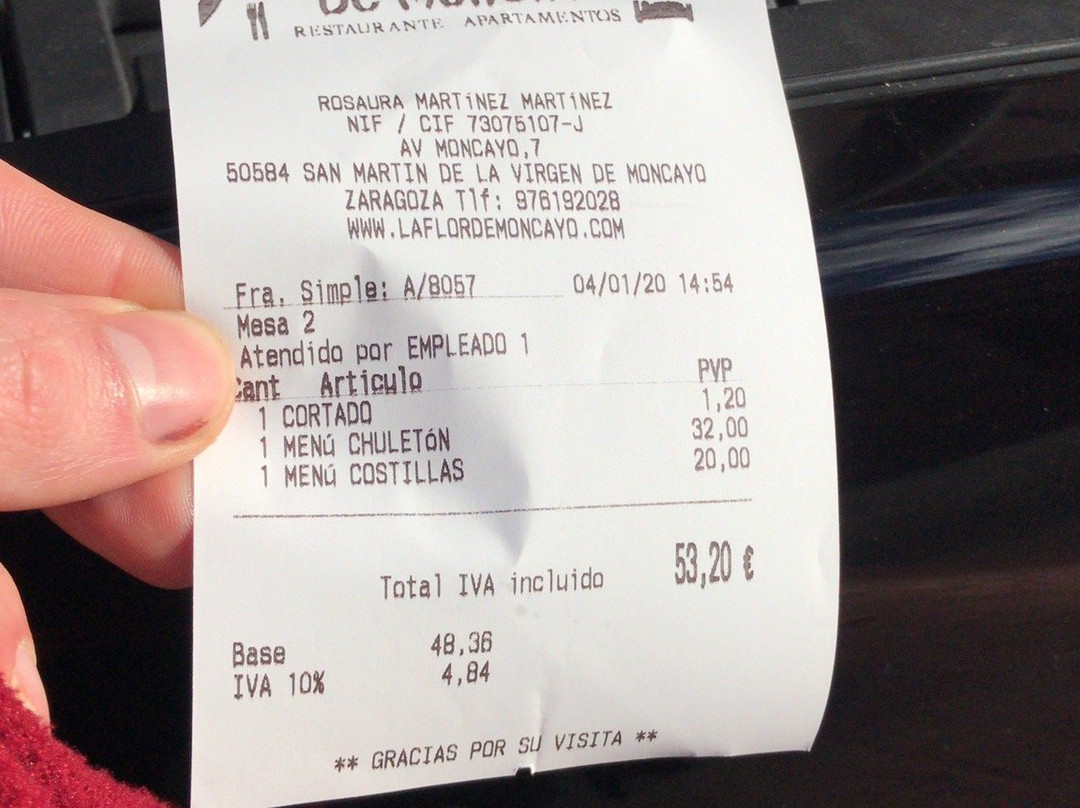 RESTAURANTE APARTAMENTOS
ROSAURA MARTíNEZ MARTíNEZ
NIF / CIF 73075107-J
AV MONCAYO,7
50584 SAN MARTIN DE LA VIRGEN DE MONCAYO
ZARAGOZA Tlf: 976192028
WWW.LAFLORDEMONCAYO.COM
Fra. Simple: A/8057 04/01/20 14:54
Mesa 2
Atendido por EMPLEADO 1
Cant Articulo PVP
1 CORTADO 1,20
1 MENú CHULETóN 32,00
1 MENú COSTILLAS 20,00
Total IVA incluido 53,20 €
Base 48,36
IVA 10% 4,84
** GRACIAS POR SU VISITA **